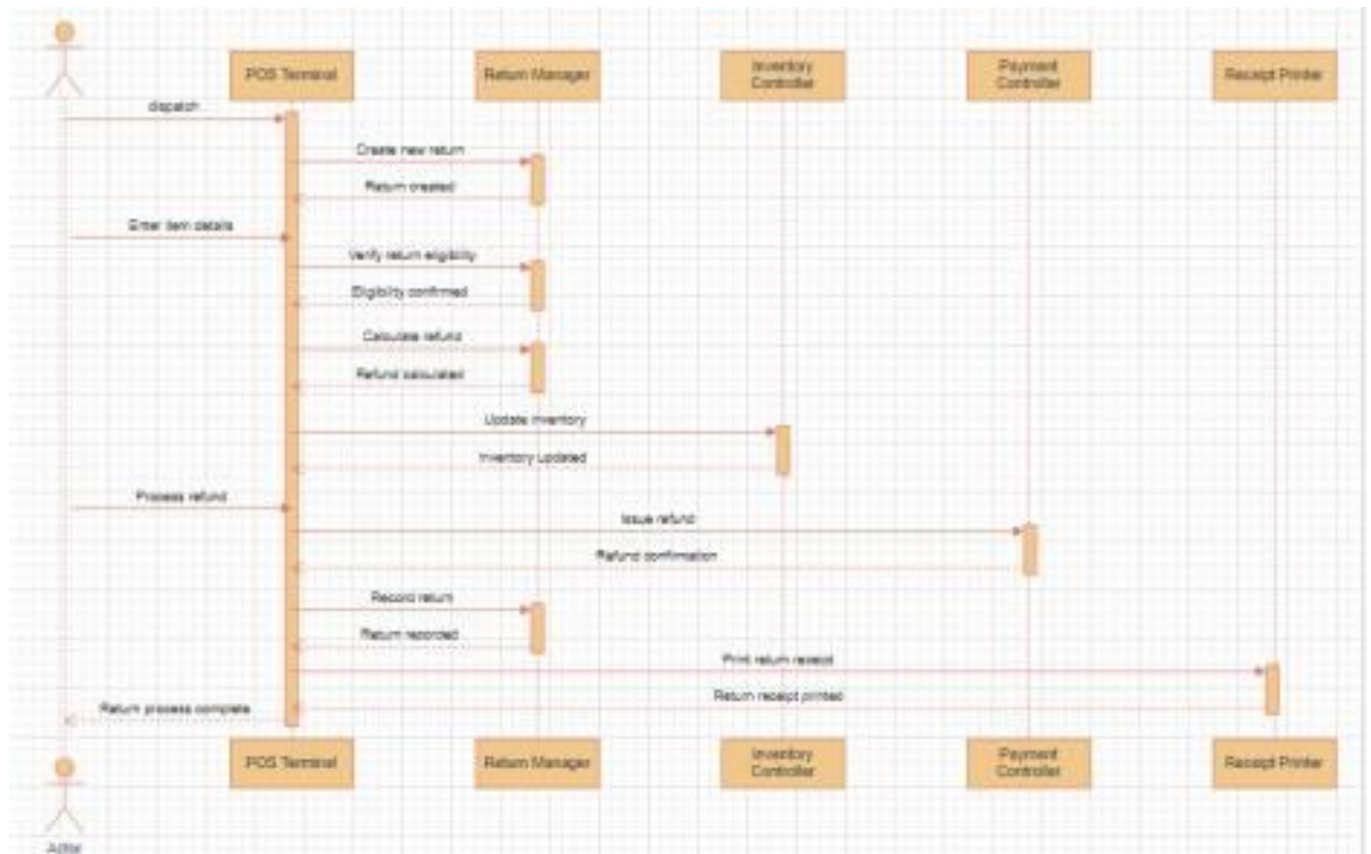 POS Terminal
Return Manager
Inventory
Controller
Payment
Controller
Receipt Printer
dispatch
Create new return
Return created
Enter item details
Verify return eligibility
Eligibility confirmed
Calculate refund
Refund calculated
Update inventory
Inventory updated
Process refund
Issue refund
Refund confirmation
Record return
Return recorded
Print return receipt
Return receipt printed
Return process complete
POS Terminal
Return Manager
Inventory
Controller
Payment
Controller
Receipt Printer
Actor